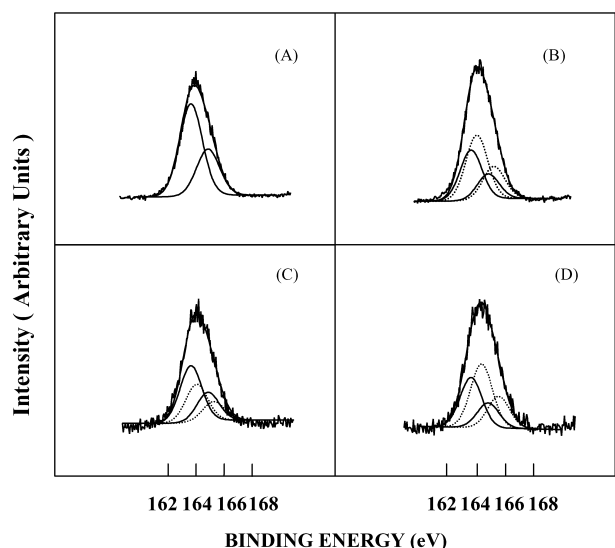 (A)
(B)
(C)
(D)
Intensity ( Arbitrary Units )
162 164 166 168
162 164 166 168
BINDING ENERGY (eV)